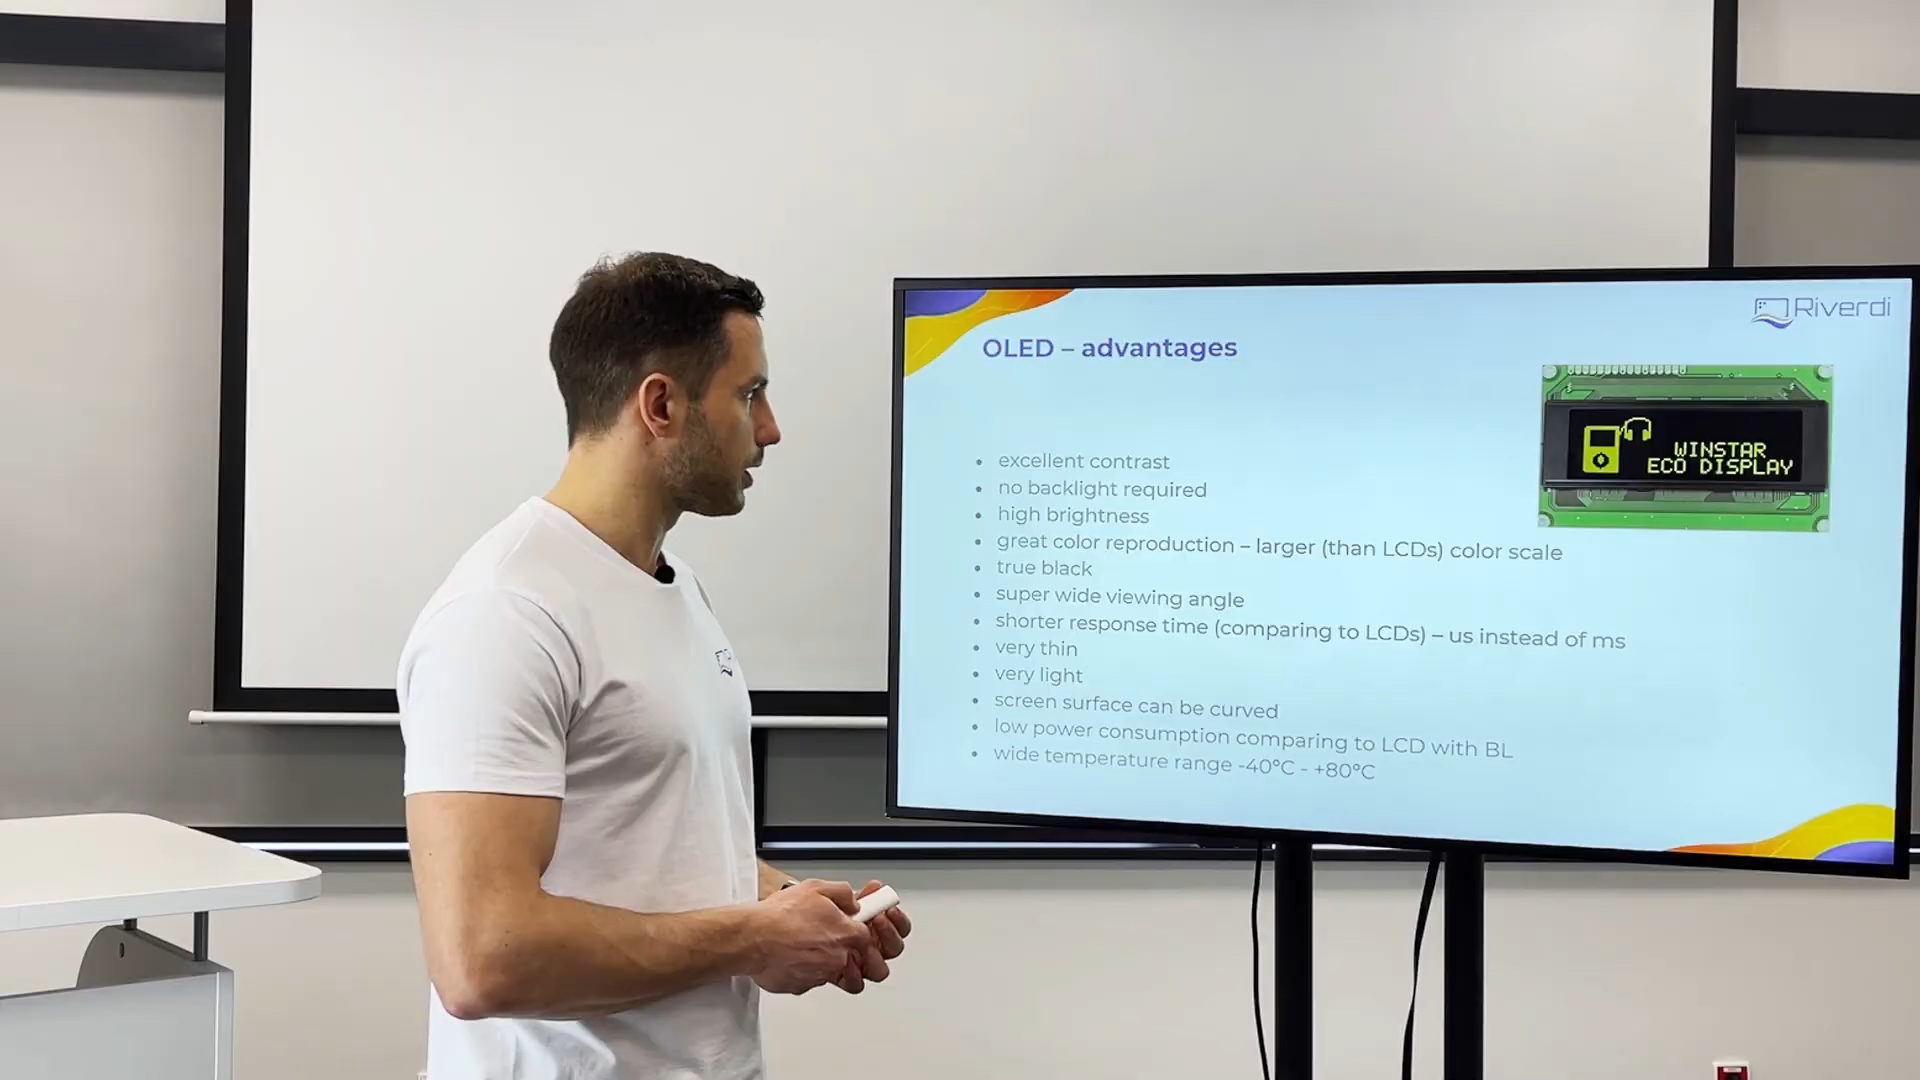 Riverdi
OLED – advantages
WINSTAR
ECO DISPLAY
• excellent contrast
• no backlight required
• high brightness
• great color reproduction – larger (than LCDs) color scale
• true black
• super wide viewing angle
• shorter response time (comparing to LCDs) – us instead of ms
• very thin
• very light
• screen surface can be curved
• low power consumption comparing to LCD with BL
• wide temperature range -40°C - +80°C